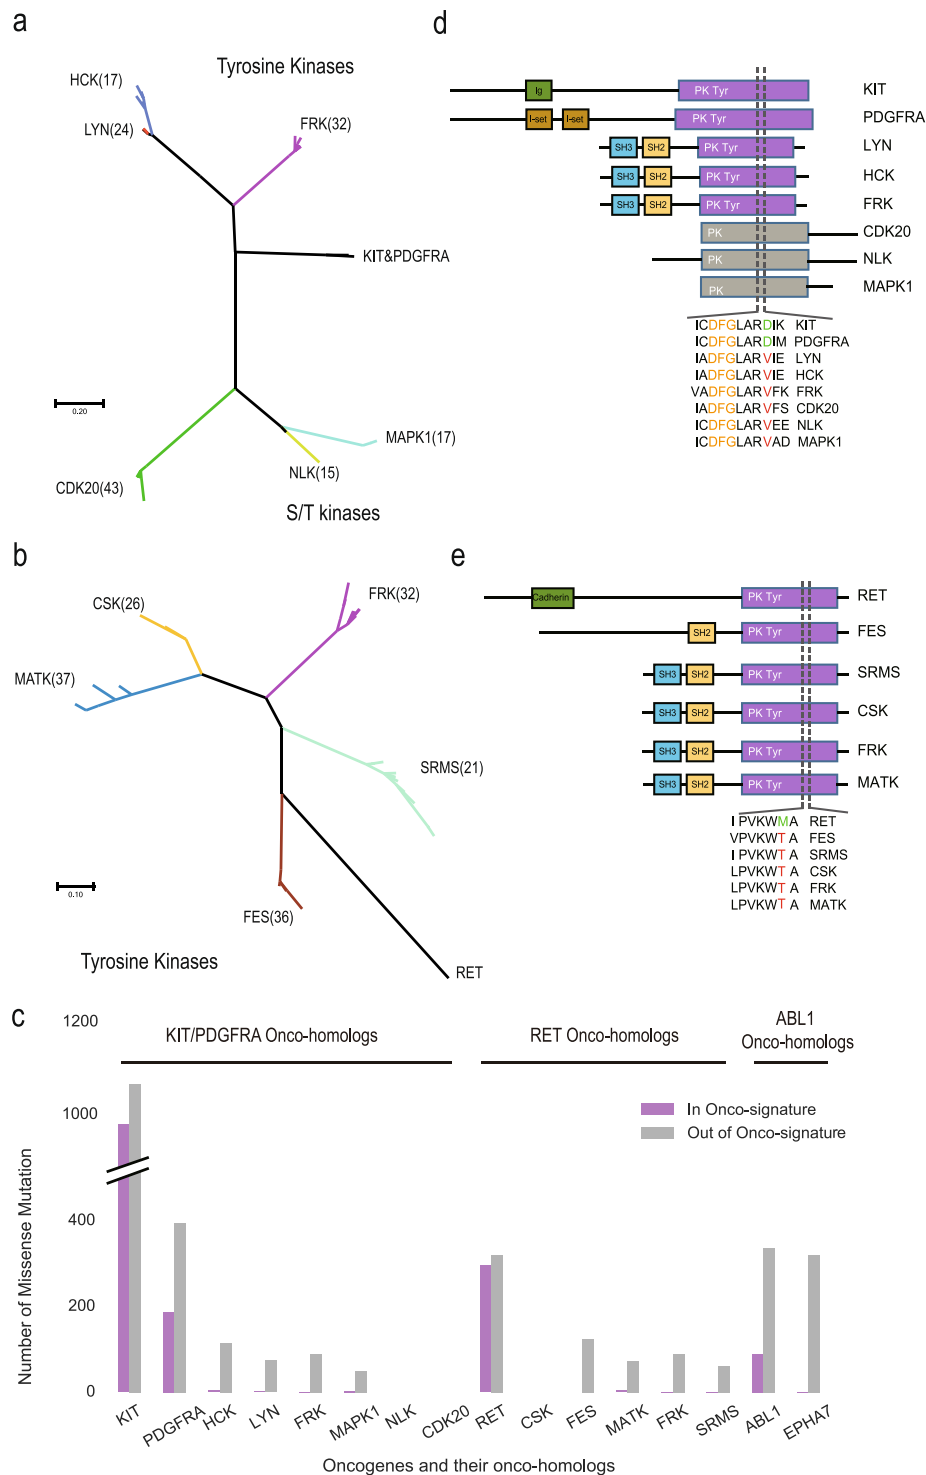 a
Tyrosine Kinases
HCK(17)
LYN(24)
FRK(32)
KIT&PDGFRA
0.20
MAPK1(17)
NLK(15)
CDK20(43)
S/T kinases
d
Ig
PK Tyr
KIT
I-set
I-set
PK Tyr
PDGFRA
SH3
SH2
PK Tyr
LYN
SH3
SH2
PK Tyr
HCK
SH3
SH2
PK Tyr
FRK
PK
CDK20
PK
NLK
PK
MAPK1
ICDFGLARDIK KIT
ICDFGLARDIM PDGFRA
IADFGLARVIE LYN
IADFGLARVIE HCK
VADFGLARVFK FRK
IADFGLARVFS CDK20
ICDFGLARVEE NLK
ICDFGLARVAD MAPK1
b
CSK(26)
FRK(32)
MATK(37)
SRMS(21)
0.10
FES(36)
RET
Tyrosine Kinases
e
Cadherin
PK Tyr
RET
SH2
PK Tyr
FES
SH3
SH2
PK Tyr
SRMS
SH3
SH2
PK Tyr
CSK
SH3
SH2
PK Tyr
FRK
SH3
SH2
PK Tyr
MATK
IPVKWMA RET
VPVKWTA FES
IPVKWTA SRMS
LPVKWTA CSK
LPVKWTA FRK
LPVKWTA MATK
c
1200
1000
400
200
0
Number of Missense Mutation
KIT/PDGFRA Onco-homologs
RET Onco-homologs
ABL1
Onco-homologs
In Onco-signature
Out of Onco-signature
KIT
PDGFRA
HCK
LYN
FRK
MAPK1
NLK
CDK20
RET
CSK
FES
MATK
FRK
SRMS
ABL1
EPHA7
Oncogenes and their onco-homologs